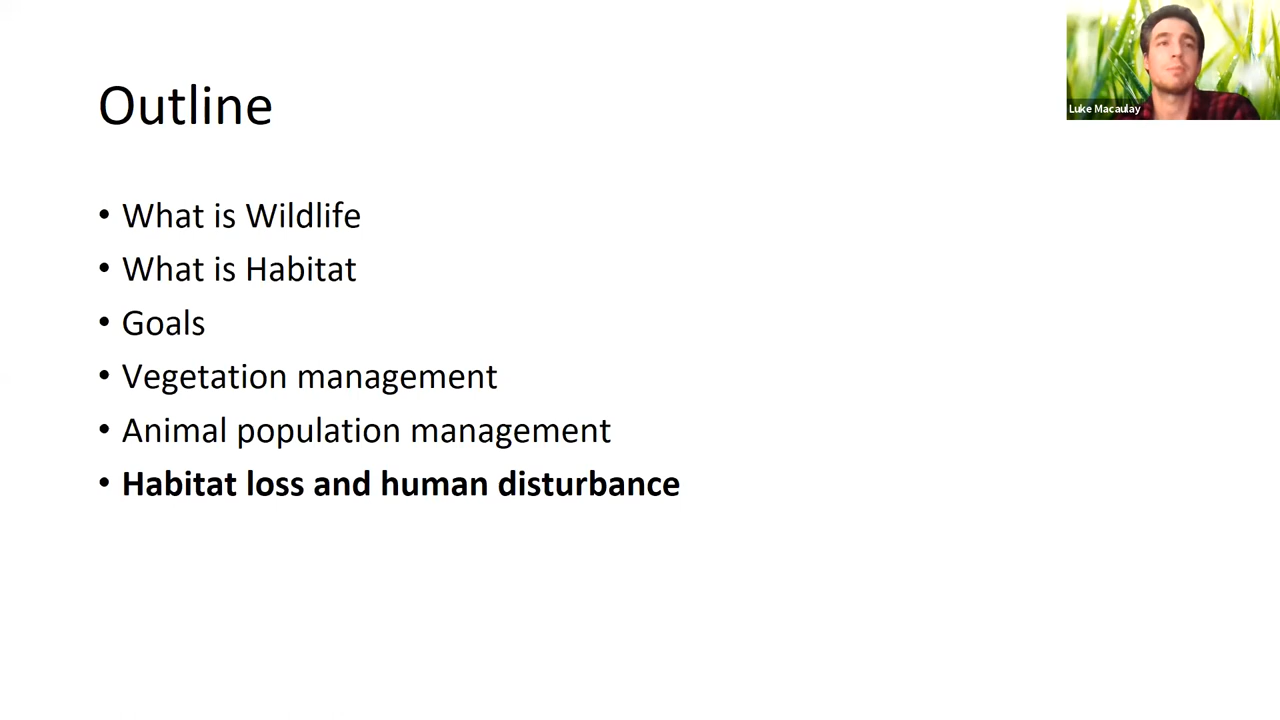 Outline
Luke Macaulay
• What is Wildlife
• What is Habitat
• Goals
• Vegetation management
• Animal population management
• Habitat loss and human disturbance